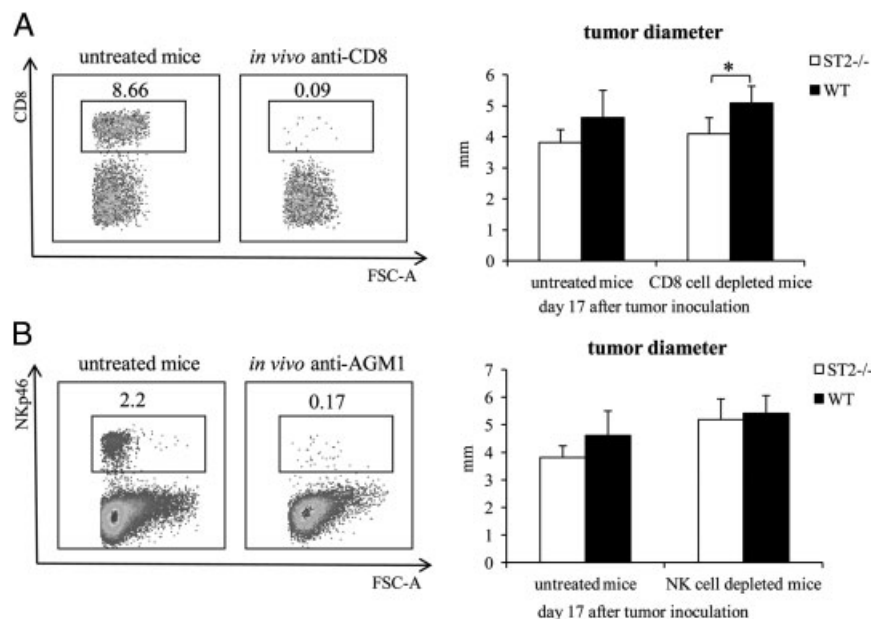 A
untreated mice
in vivo anti-CD8
8.66
0.09
CD8
FSC-A
tumor diameter
ST2-/-
WT
*
6
5
4
3
2
1
0
mm
untreated mice
CD8 cell depleted mice
day 17 after tumor inoculation
B
untreated mice
in vivo anti-AGM1
2.2
0.17
NKp46
FSC-A
tumor diameter
ST2-/-
WT
7
6
5
4
3
2
1
0
mm
untreated mice
NK cell depleted mice
day 17 after tumor inoculation